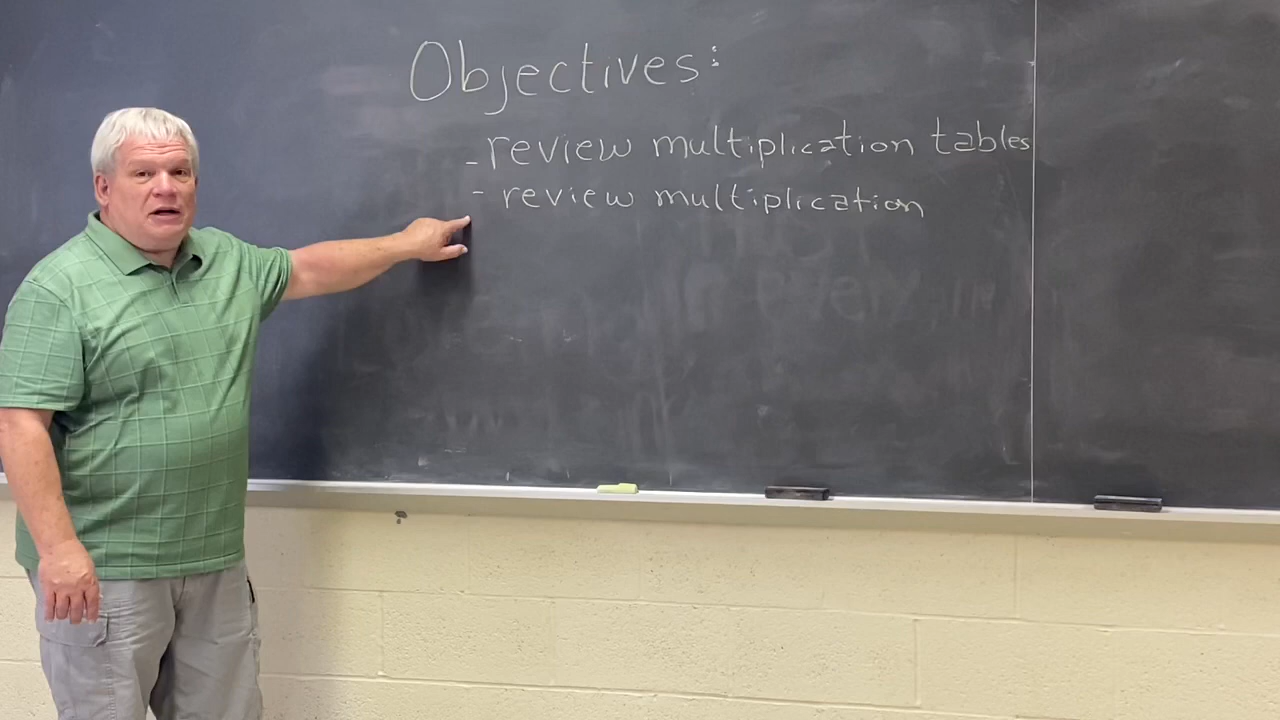 Objectives:
- review multiplication tables
- review multiplication